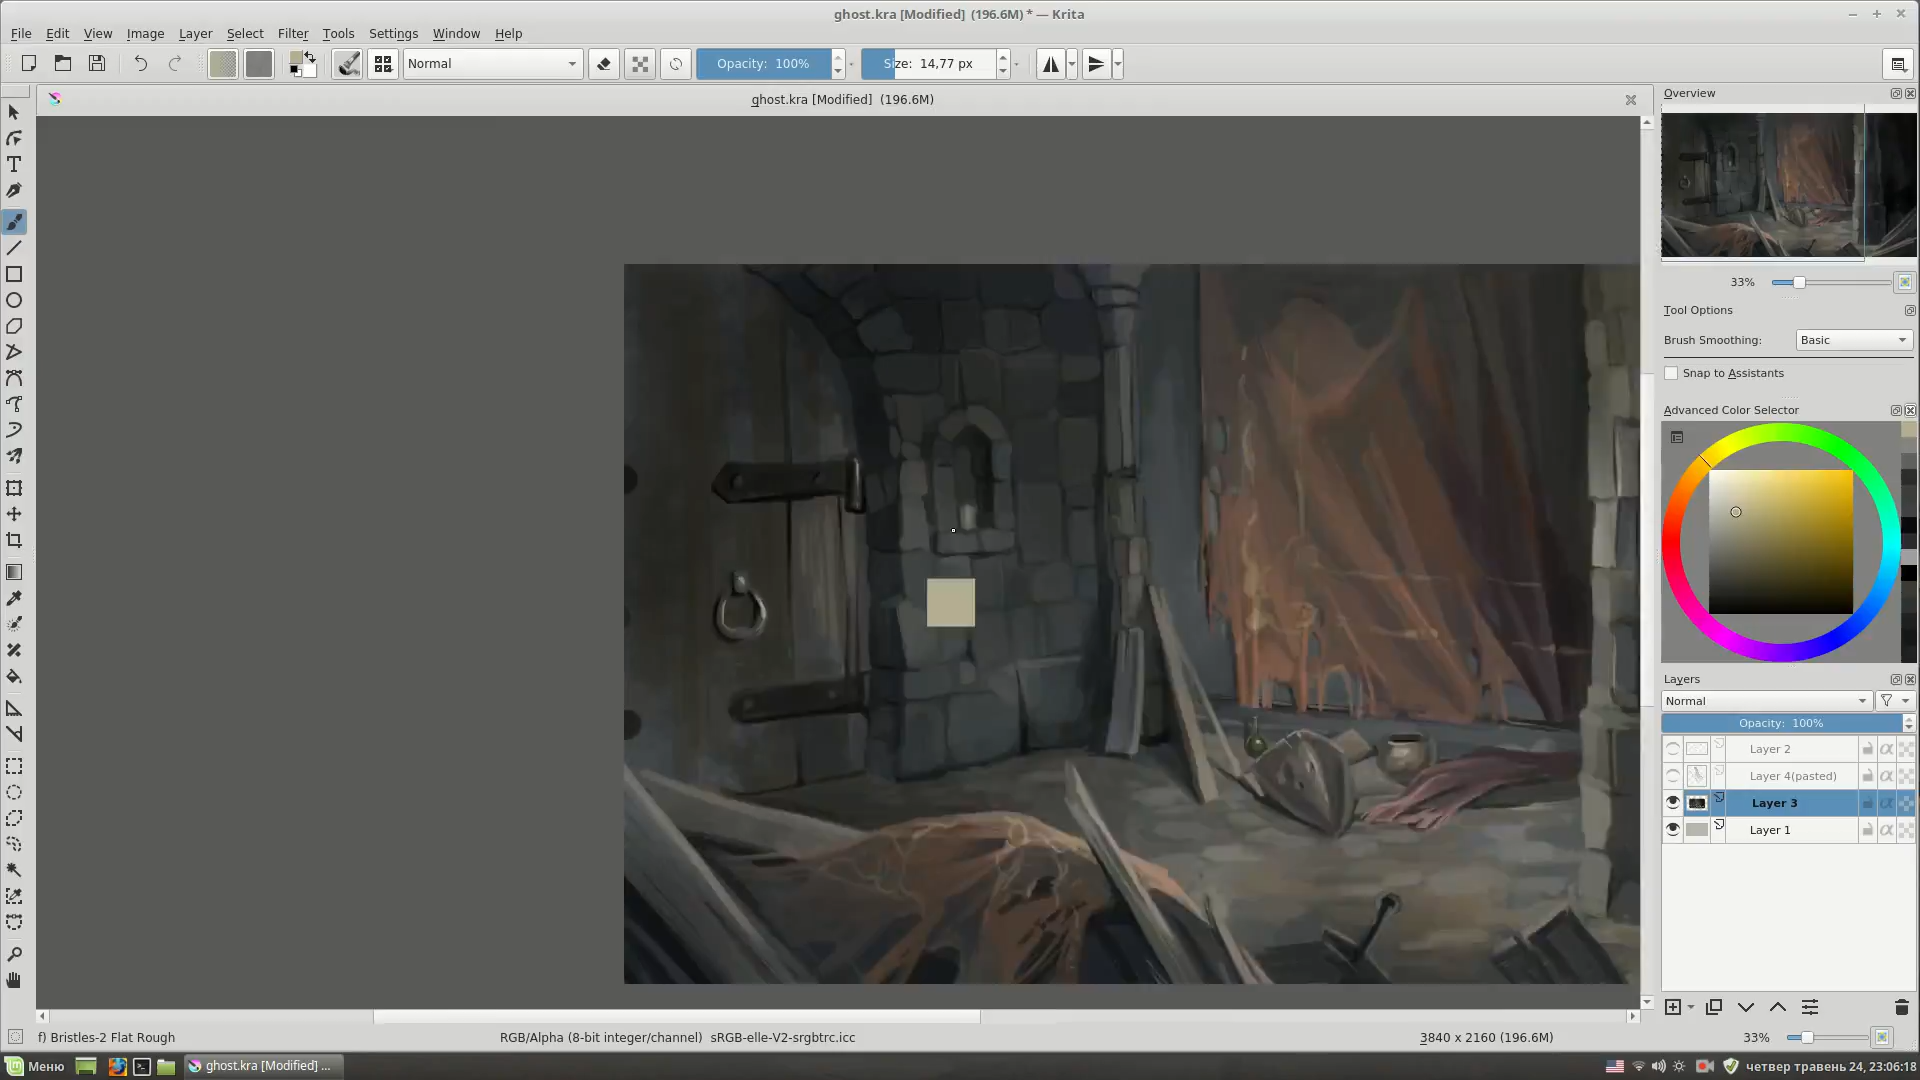 ghost.kra [Modified] (196.6M) * — Krita
File Edit View Image Layer Select Filter Tools Settings Window Help
Normal Opacity: 100% Size: 14,77 px
ghost.kra [Modified] (196.6M)
Overview
33%
Tool Options
Brush Smoothing: Basic
Snap to Assistants
Advanced Color Selector
Layers
Normal
Opacity: 100%
Layer 2
Layer 4(pasted)
Layer 3
Layer 1
f) Bristles-2 Flat Rough RGB/Alpha (8-bit integer/channel) sRGB-elle-V2-srgbtrc.icc 3840 x 2160 (196.6M) 33%
Меню ghost.kra [Modified] ... четвер травень 24, 23:06:18